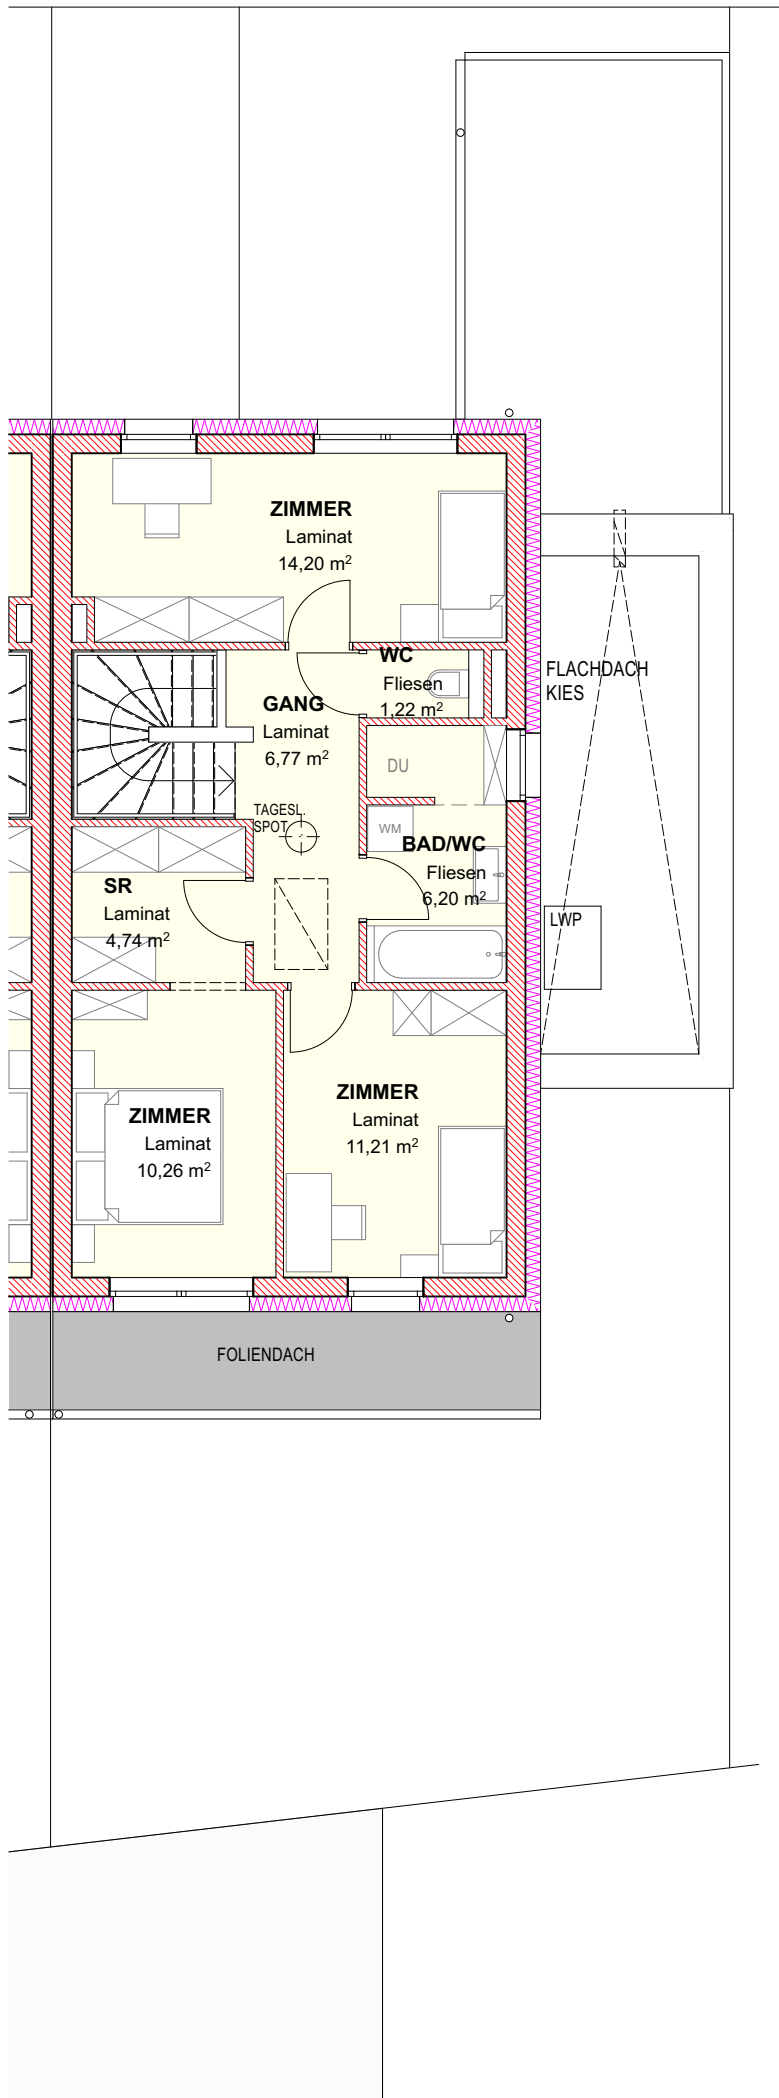 ZIMMER
Laminat
14,20 m²
WC
Fliesen
1,22 m²
FLACHDACH
KIES
GANG
Laminat
6,77 m²
DU
TAGESL.
SPOT
WM
BAD/WC
Fliesen
6,20 m²
SR
Laminat
4,74 m²
LWP
ZIMMER
Laminat
11,21 m²
ZIMMER
Laminat
10,26 m²
FOLIENDACH